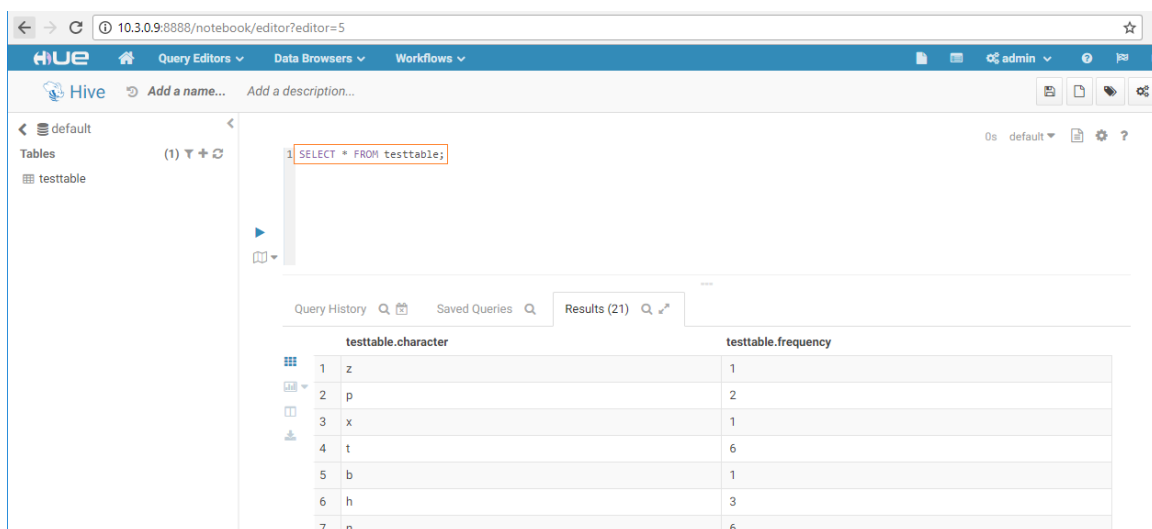 10.3.0.9:8888/notebook/editor?editor=5
HUE Query Editors Data Browsers Workflows admin
Hive Add a name... Add a description...
default
0s default ?
Tables (1)
1 SELECT * FROM testtable;
testtable
Query History Saved Queries Results (21)
testtable.character testtable.frequency
1 z 1
2 p 2
3 x 1
4 t 6
5 b 1
6 h 3
7 n 6